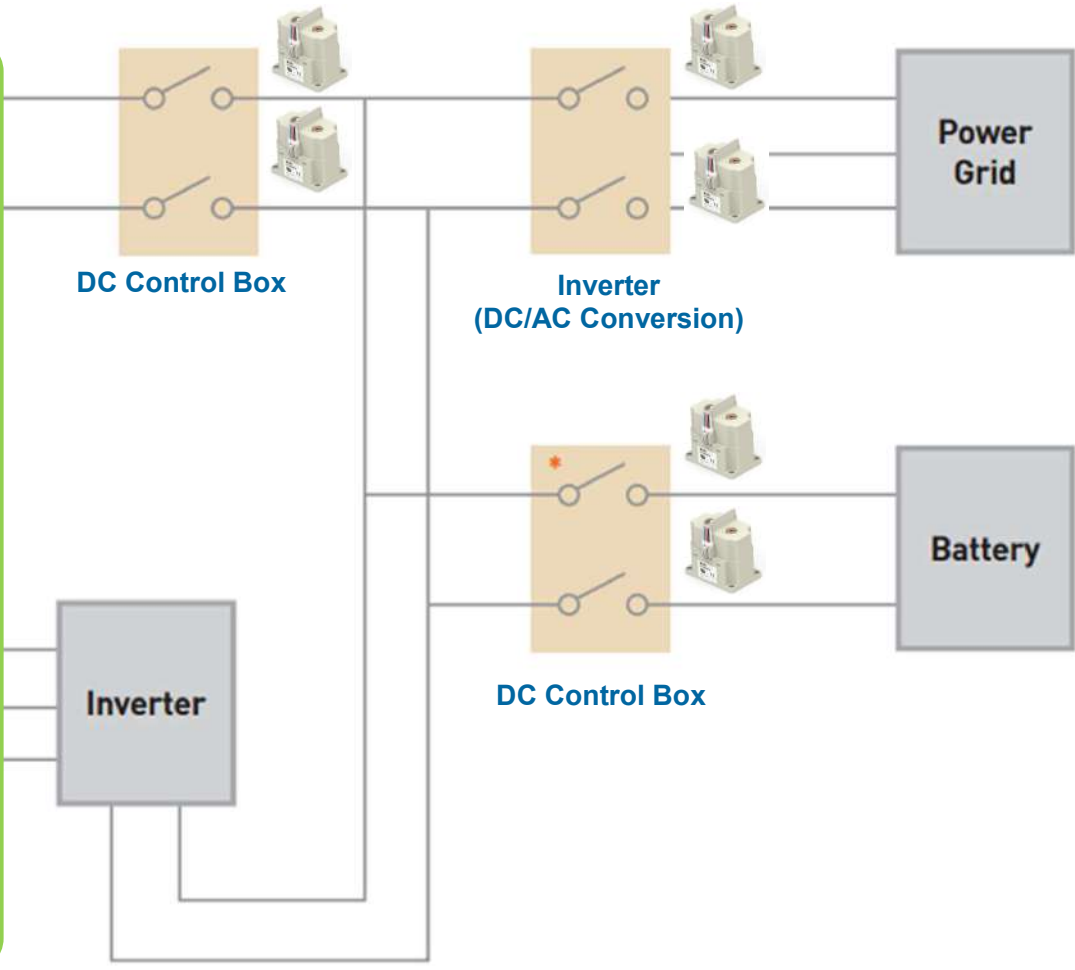 Power
Grid
DC Control Box
Inverter
(DC/AC Conversion)
*
Battery
Inverter
DC Control Box